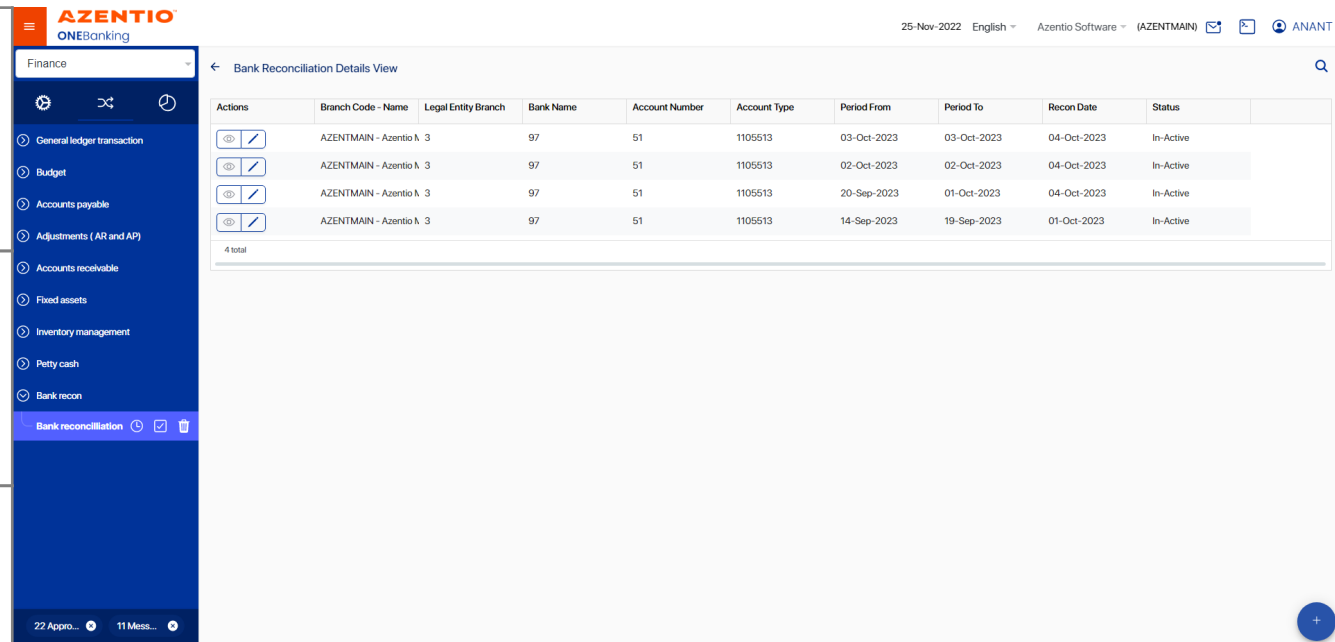 AZENTIO
ONEBanking
25-Nov-2022 English Azentio Software (AZENTMAIN) ANANT
Finance
Bank Reconciliation Details View
General ledger transaction
Budget
Accounts payable
Adjustments ( AR and AP)
Accounts receivable
Fixed assets
Inventory management
Petty cash
Bank recon
Bank reconcilliation
22 Appro... 11 Mess...
Actions Branch Code - Name Legal Entity Branch Bank Name Account Number Account Type Period From Period To Recon Date Status
AZENTMAIN - Azentio M 3 97 51 1105513 03-Oct-2023 03-Oct-2023 04-Oct-2023 In-Active
AZENTMAIN - Azentio M 3 97 51 1105513 02-Oct-2023 02-Oct-2023 04-Oct-2023 In-Active
AZENTMAIN - Azentio M 3 97 51 1105513 20-Sep-2023 01-Oct-2023 04-Oct-2023 In-Active
AZENTMAIN - Azentio M 3 97 51 1105513 14-Sep-2023 19-Sep-2023 01-Oct-2023 In-Active
4 total